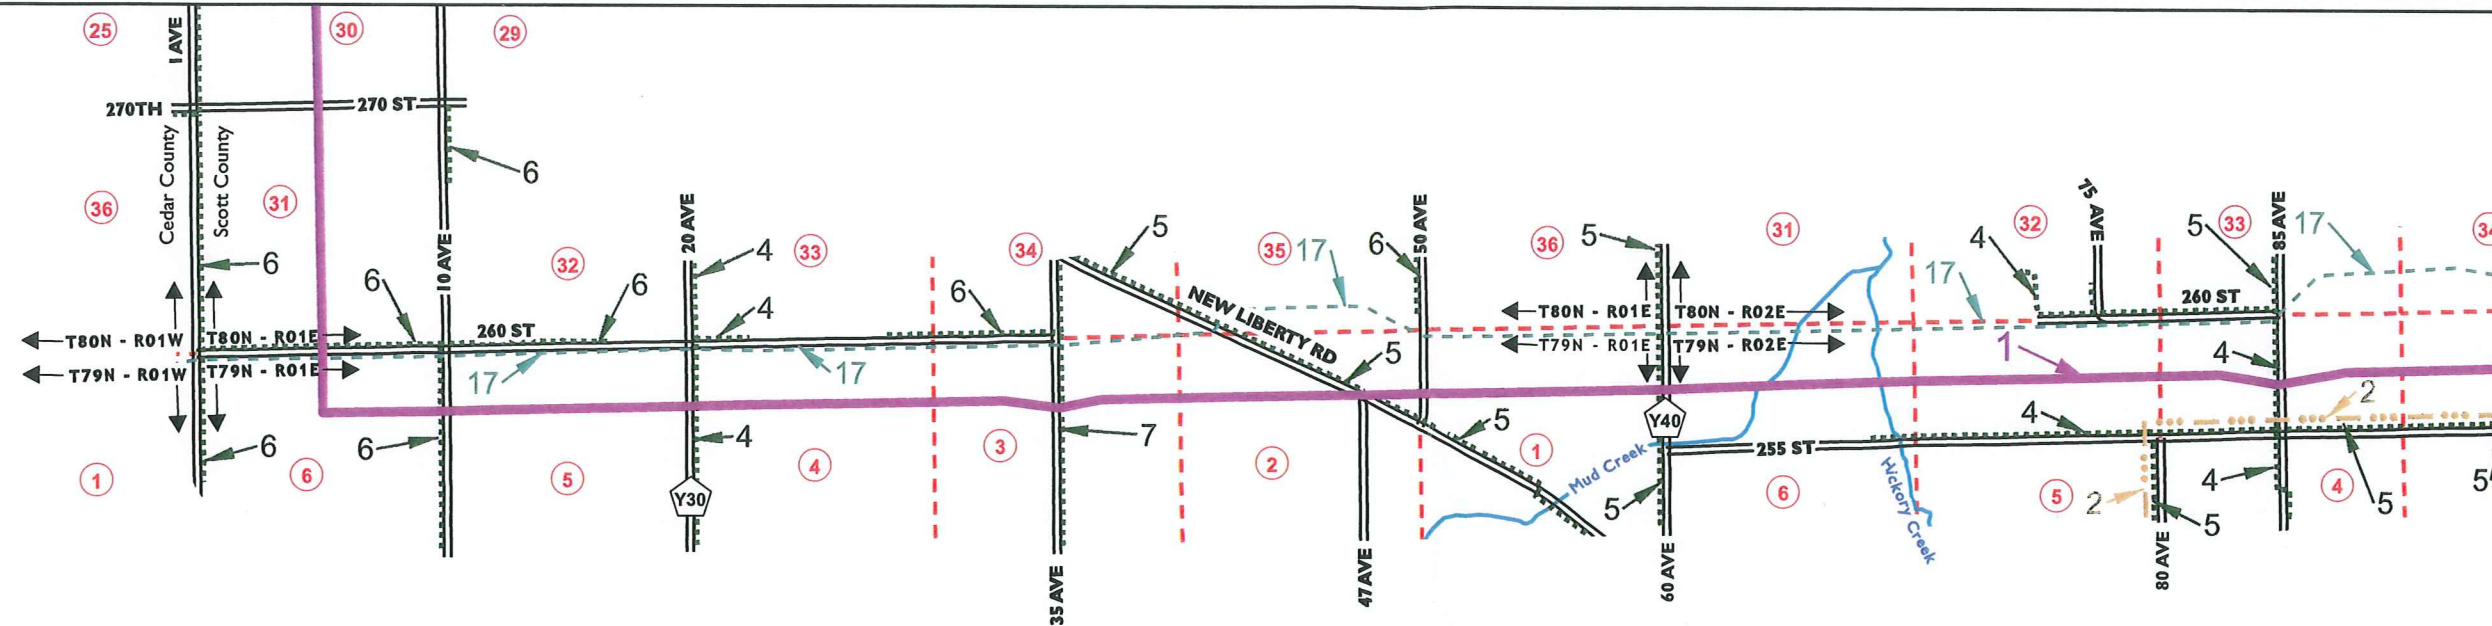 25
1 AVE
30
29
270TH
270 ST
Cedar County
Scott County
6
36
31
6
10 AVE
20 AVE
32
4
33
34
5
35
17
6
50 AVE
36
5
31
32
75 AVE
4
5
33
85 AVE
17
34
6
6
4
6
NEW LIBERTY RD
17
260 ST
T80N - R01W
T80N - R01E
260 ST
T80N - R01E
T80N - R02E
T79N - R01W
T79N - R01E
17
17
5
T79N - R01E
T79N - R02E
1
4
2
6
6
4
7
5
Y40
4
1
6
5
4
3
2
1
Mud Creek
255 ST
Hickory Creek
Y30
5
6
5
2
5
4
4
5
5
35 AVE
47 AVE
60 AVE
80 AVE